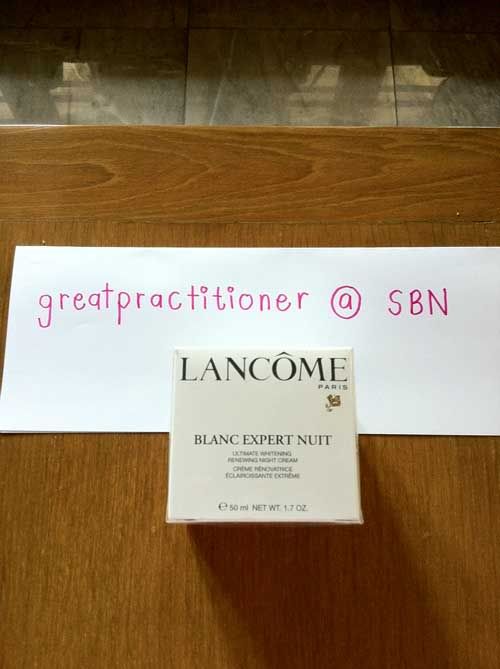 greatpractitioner @ SBN
LANCÔME
PARIS
BLANC EXPERT NUIT
ULTIMATE WHITENING
RENEWING NIGHT CREAM
CRÈME RÉNOVATRICE
ÉCLAIRCISSANTE EXTRÊME
℮ 50 ml NET WT. 1.7 OZ.